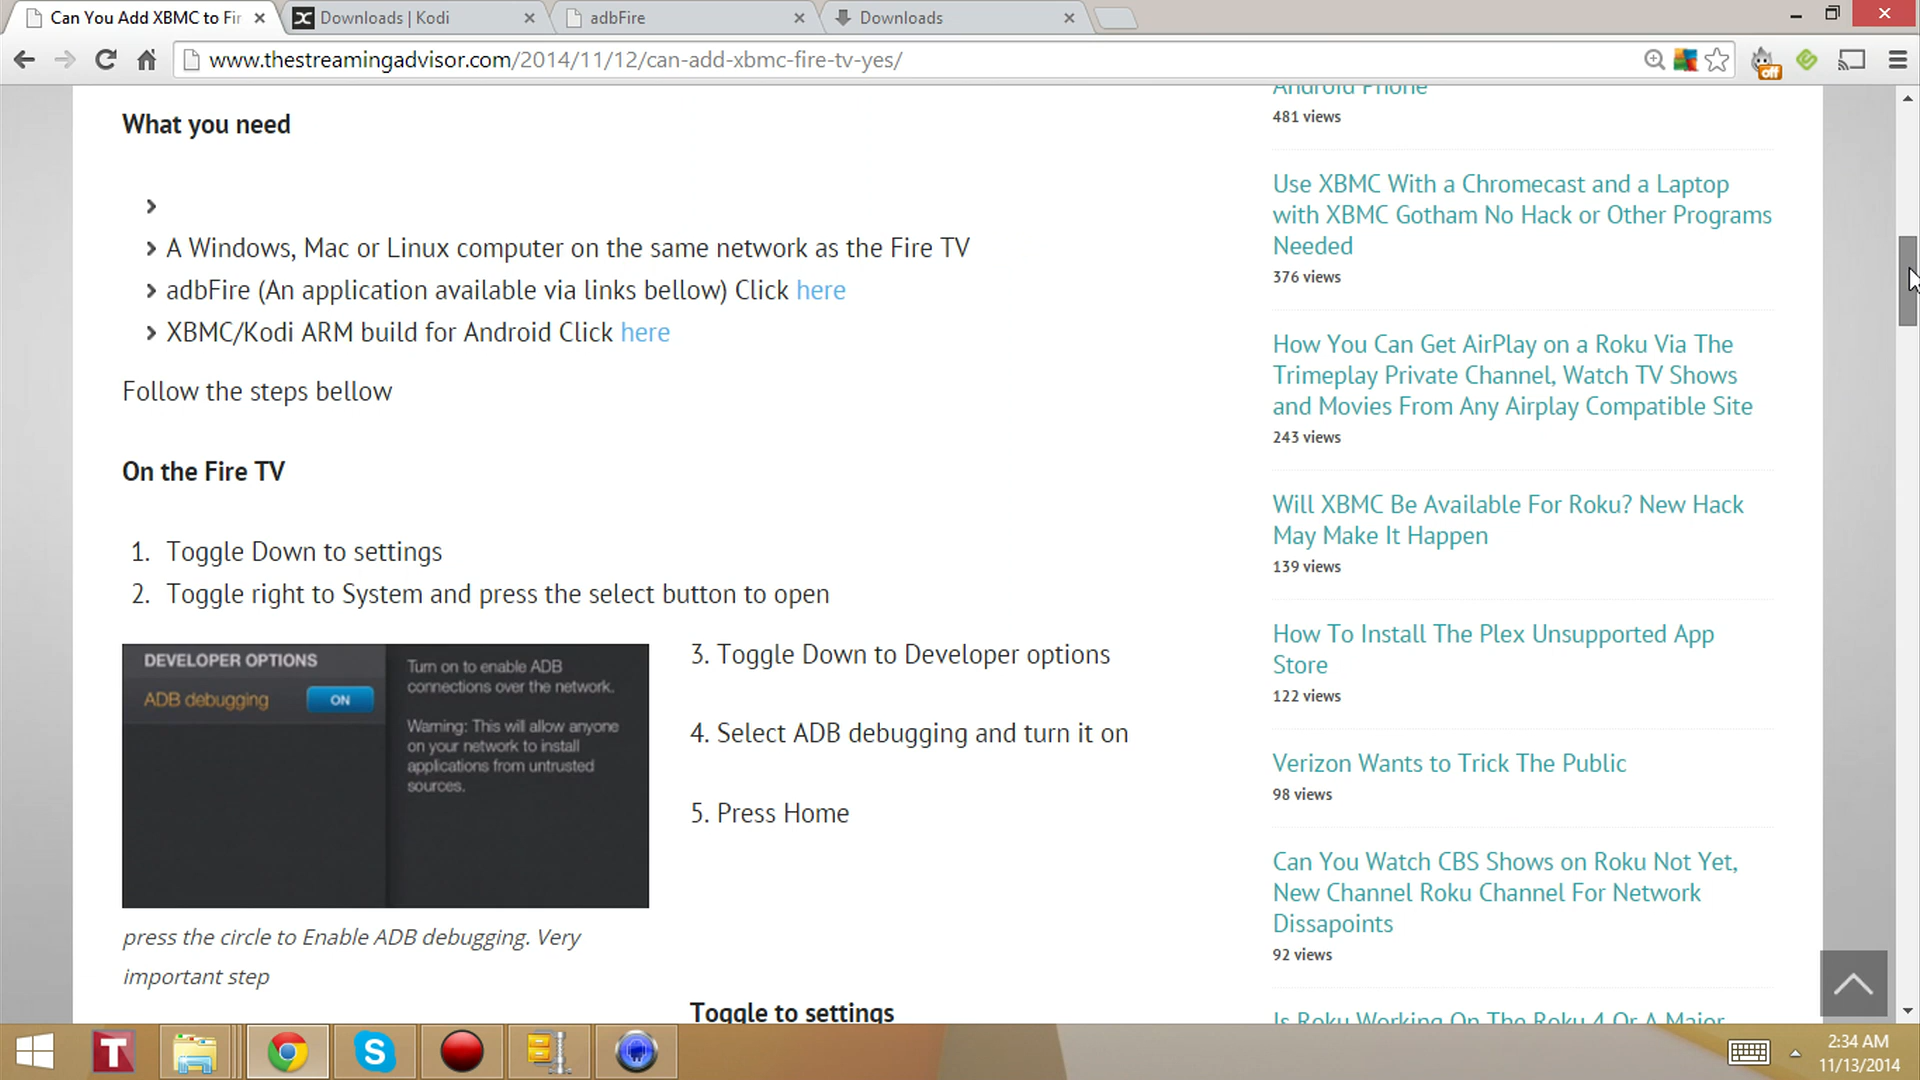 Can You Add XBMC to Fir
Downloads | Kodi
adbFire
Downloads
www.thestreamingadvisor.com/2014/11/12/can-add-xbmc-fire-tv-yes/
off
What you need
A Windows, Mac or Linux computer on the same network as the Fire TV
adbFire (An application available via links bellow) Click here
XBMC/Kodi ARM build for Android Click here
Follow the steps bellow
On the Fire TV
1. Toggle Down to settings
2. Toggle right to System and press the select button to open
DEVELOPER OPTIONS
ADB debugging
ON
Turn on to enable ADB
connections over the network.
Warning: This will allow anyone
on your network to install
applications from untrusted
sources.
press the circle to Enable ADB debugging. Very
important step
3. Toggle Down to Developer options
4. Select ADB debugging and turn it on
5. Press Home
Toggle to settings
Android Phone
481 views
Use XBMC With a Chromecast and a Laptop
with XBMC Gotham No Hack or Other Programs
Needed
376 views
How You Can Get AirPlay on a Roku Via The
Trimeplay Private Channel, Watch TV Shows
and Movies From Any Airplay Compatible Site
243 views
Will XBMC Be Available For Roku? New Hack
May Make It Happen
139 views
How To Install The Plex Unsupported App
Store
122 views
Verizon Wants to Trick The Public
98 views
Can You Watch CBS Shows on Roku Not Yet,
New Channel Roku Channel For Network
Dissapoints
92 views
Is Roku Working On The Roku 4 Or A Major
T
S
2:34 AM
11/13/2014